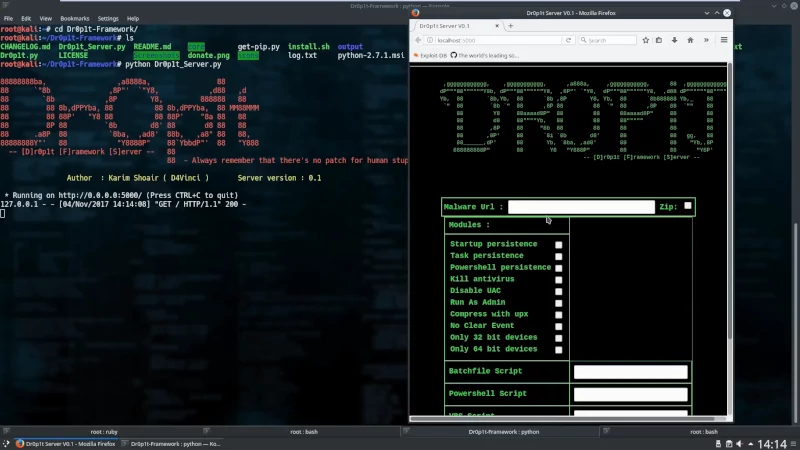 Dr0p1t Server V0.1 - Mozilla Firefox
File Edit View Bookmarks Settings Help
root@kali:~# cd Dr0p1t-Framework/
root@kali:~/Dr0p1t-Framework# ls
CHANGELOG.md Dr0p1t_Server.py README.md core get-pip.py install.sh output
Dr0p1t.py LICENSE screenshots donate.png icons log.txt python-2.7.1.msi
root@kali:~/Dr0p1t-Framework# python Dr0p1t_Server.py
-- [D]r0p1t [F]ramework [S]erver --
- Always remember that there's no patch for human stup
Author : Karim Shoair ( D4Vinci ) Server version : 0.1
* Running on http://0.0.0.0:5000/ (Press CTRL+C to quit)
127.0.0.1 - - [04/Nov/2017 14:14:08] "GET / HTTP/1.1" 200 -
Dr0p1t Server V0.1
localhost:5000
Search
Exploit-DB The world's leading so...
-- [D]r0p1t [F]ramework [S]erver --
Malware Url : Zip:
Modules :
Startup persistence
Task persistence
Powershell persistence
Kill antivirus
Disable UAC
Run As Admin
Compress with upx
No Clear Event
Only 32 bit devices
Only 64 bit devices
Batchfile Script
Powershell Script
VBS Script
txt
root : ruby
root : bash
Dr0p1t-Framework : python
root : bash
Dr0p1t Server V0.1 - Mozilla Firefox
Dr0p1t-Framework : python — Ko...
14:14